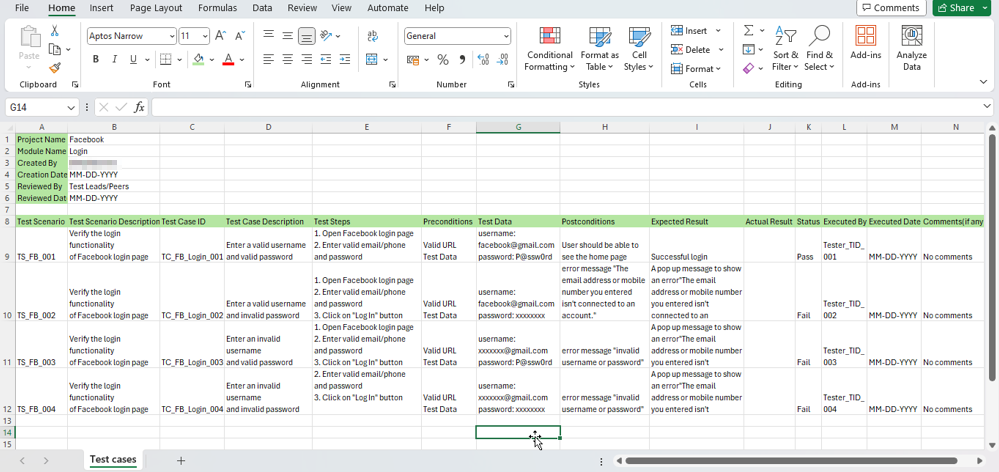 File Home Insert Page Layout Formulas Data Review View Automate Help Comments Share
Aptos Narrow 11 A A ab General Insert Σ
Paste B I U A % 9 Delete Conditional Formatting Format as Table Cell Styles Sort & Filter Find & Select Add-ins Analyze Data
Format
Clipboard Font Alignment Number Styles Cells Editing Add-ins
G14 fx
A B C D E F G H I J K L M N
1 Project Name Facebook
2 Module Name Login
3 Created By
4 Creation Date MM-DD-YYYY
5 Reviewed By Test Leads/Peers
6 Reviewed Dat MM-DD-YYYY
7
8 Test Scenario Test Scenario Description Test Case ID Test Case Description Test Steps Preconditions Test Data Postconditions Expected Result Actual Result Status Executed By Executed Date Comments(if any
9 TS_FB_001
Verify the login
functionality
of Facebook login page
TC_FB_Login_001
Enter a valid username
and valid password
1. Open Facebook login page
2. Enter valid email/phone
and password
3. Click on "Log In" button
Valid URL
Test Data
username:
facebook@gmail.com
password: P@ssw0rd
User should be able to
see the home page
Successful login
Pass
Tester_TID_
001
MM-DD-YYYY
No comments
10 TS_FB_002
Verify the login
functionality
of Facebook login page
TC_FB_Login_002
Enter a valid username
and invalid password
1. Open Facebook login page
2. Enter valid email/phone
and password
3. Click on "Log In" button
Valid URL
Test Data
username:
facebook@gmail.com
password: xxxxxxxx
error message "The
email address or mobile
number you entered
isn't connected to an
account."
A pop up message to show
an error"The email
address or mobile number
you entered isn't
connected to an
Fail
Tester_TID_
002
MM-DD-YYYY
No comments
11 TS_FB_003
Verify the login
functionality
of Facebook login page
TC_FB_Login_003
Enter an invalid
username
and valid password
1. Open Facebook login page
2. Enter valid email/phone
and password
3. Click on "Log In" button
Valid URL
Test Data
username:
xxxxxxx@gmail.com
password: P@ssw0rd
error message "invalid
username or password"
A pop up message to show
an error"The email
address or mobile number
you entered isn't
Fail
Tester_TID_
003
MM-DD-YYYY
No comments
12 TS_FB_004
Verify the login
functionality
of Facebook login page
TC_FB_Login_004
Enter an invalid
username
and invalid password
2. Enter valid email/phone
and password
3. Click on "Log In" button
Valid URL
Test Data
username:
xxxxxxx@gmail.com
password: xxxxxxxx
error message "invalid
username or password"
A pop up message to show
an error"The email
address or mobile number
you entered isn't
Fail
Tester_TID_
004
MM-DD-YYYY
No comments
13
14
15
Test cases